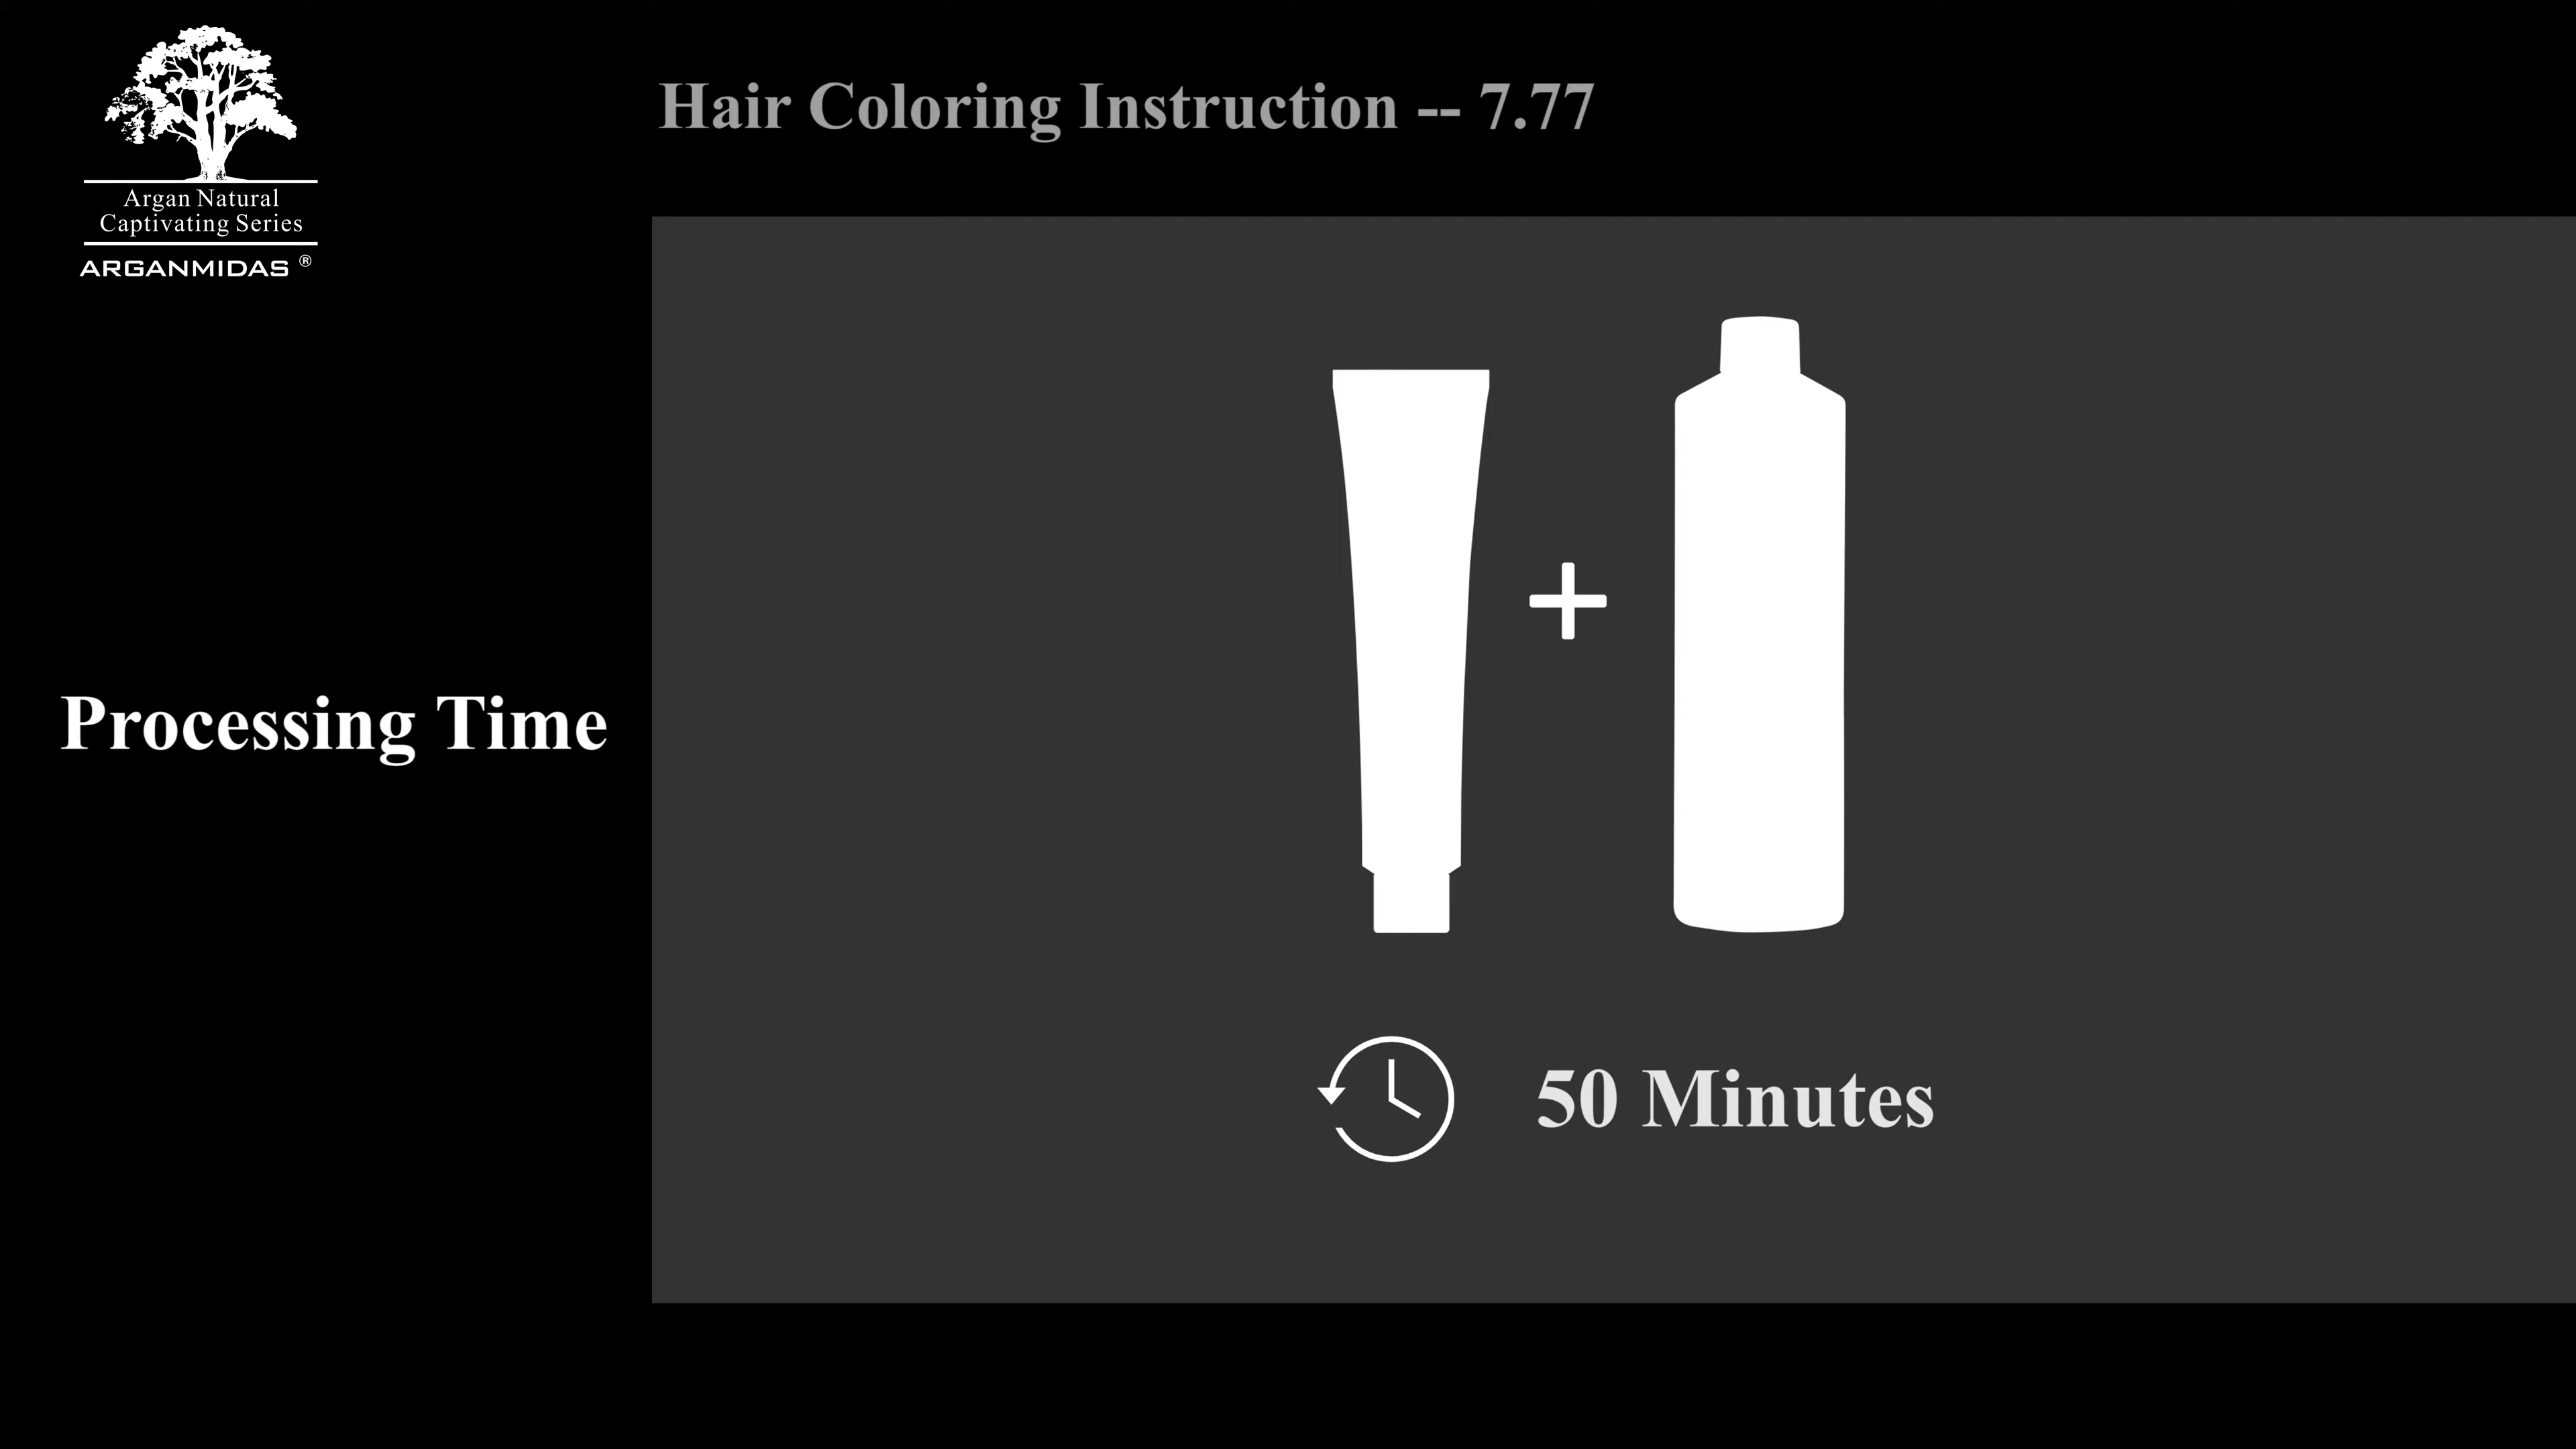 Argan Natural
Captivating Series
ARGANMIDAS ®
Hair Coloring Instruction -- 7.77
Processing Time
50 Minutes